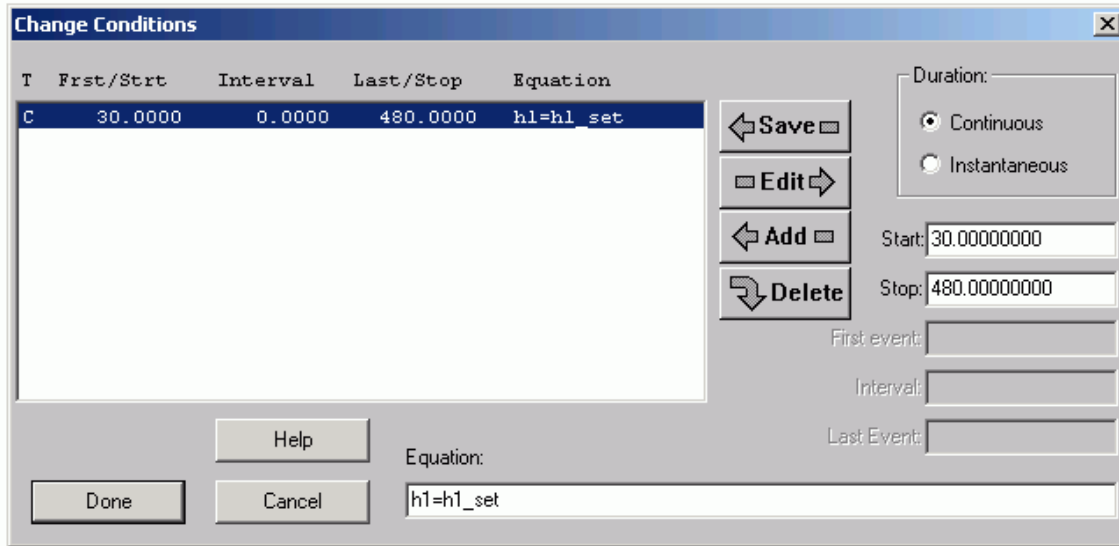 Change Conditions
T Frst/Strt Interval Last/Stop Equation
C 30.0000 0.0000 480.0000 h1=h1_set
Save
Edit
Add
Delete
Duration:
Continuous
Instantaneous
Start: 30.00000000
Stop: 480.00000000
First event:
Interval:
Last Event:
Help
Done
Cancel
Equation:
h1=h1_set